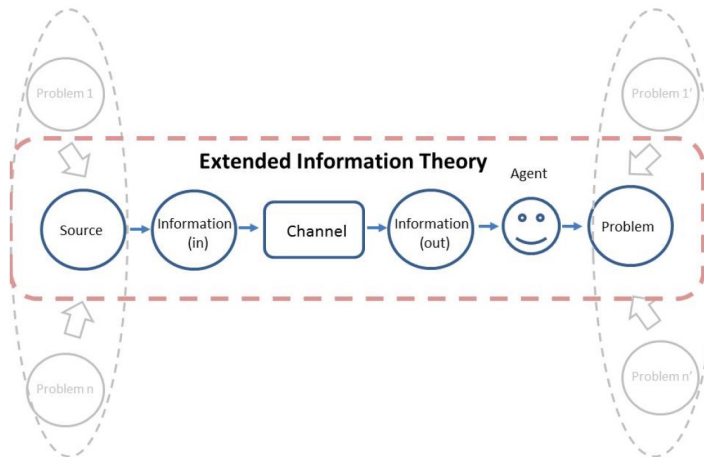 Problem 1
Problem 1'
Extended Information Theory
Agent
Source
Information
(in)
Channel
Information
(out)
Problem
Problem n
Problem n'